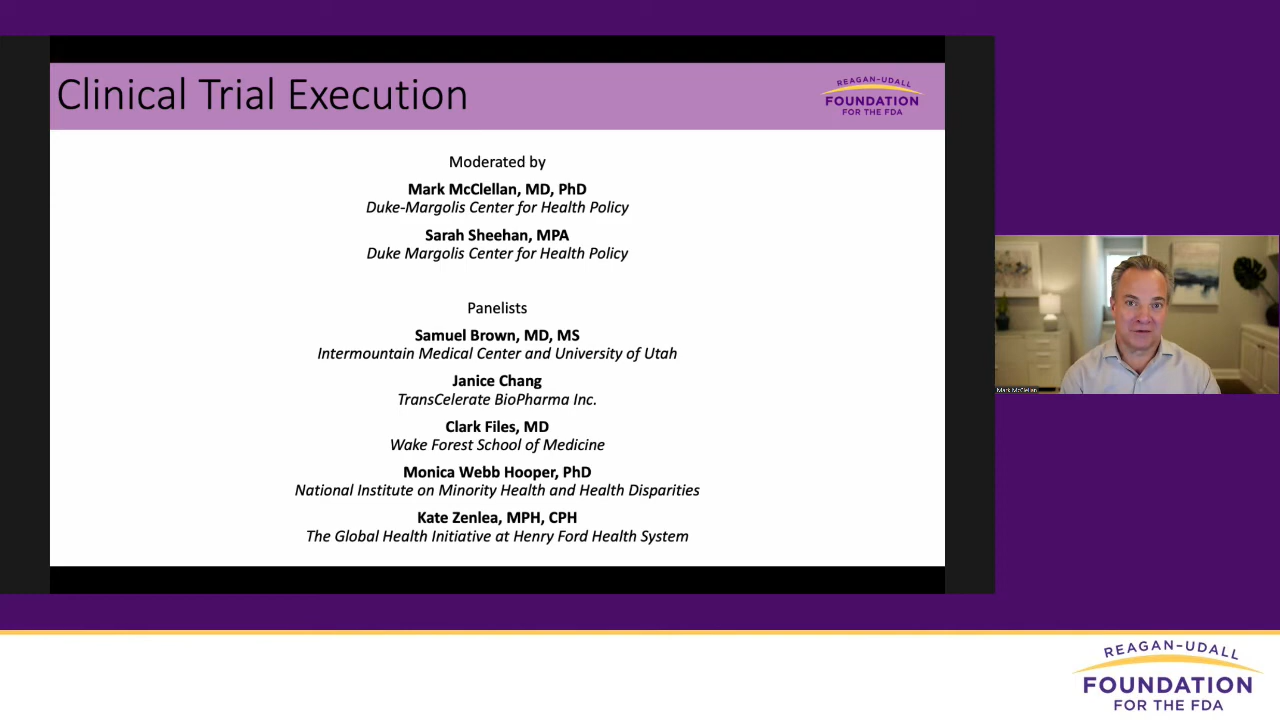 Clinical Trial Execution
REAGAN-UDALL
FOUNDATION
FOR THE FDA
Moderated by
Mark McClellan, MD, PhD
Duke-Margolis Center for Health Policy
Sarah Sheehan, MPA
Duke Margolis Center for Health Policy
Panelists
Samuel Brown, MD, MS
Intermountain Medical Center and University of Utah
Janice Chang
TransCelerate BioPharma Inc.
Clark Files, MD
Wake Forest School of Medicine
Monica Webb Hooper, PhD
National Institute on Minority Health and Health Disparities
Kate Zenlea, MPH, CPH
The Global Health Initiative at Henry Ford Health System
Mark McClellan
REAGAN-UDALL
FOUNDATION
FOR THE FDA